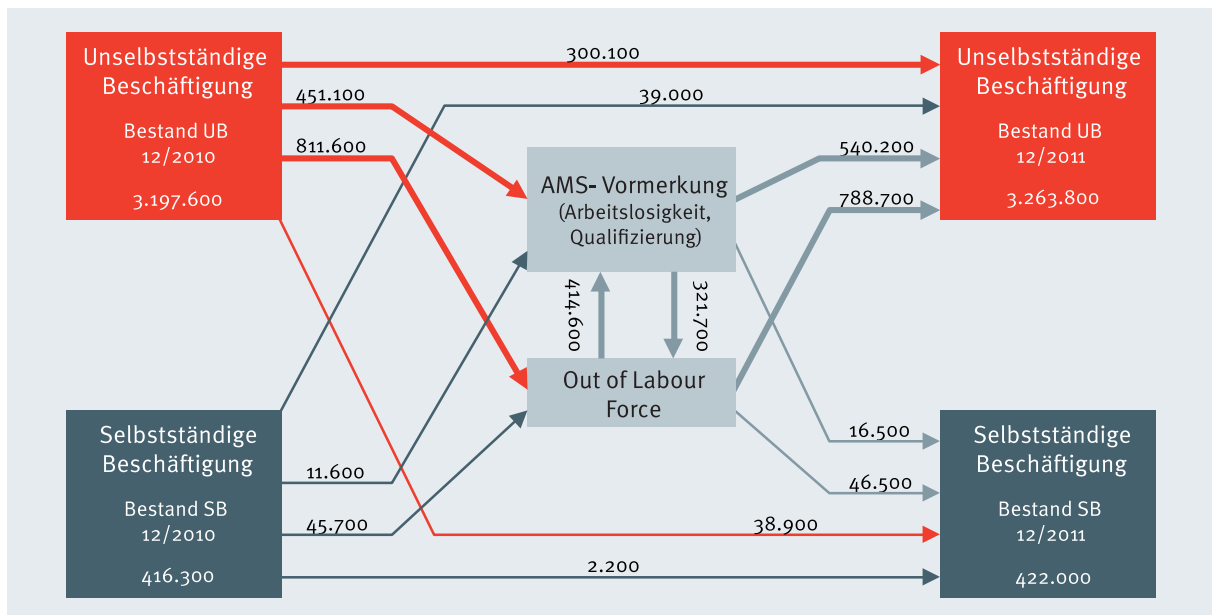 Unselbstständige
Beschäftigung
Bestand UB
12/2010
3.197.600
300.100
451.100
39.000
811.600
Unselbstständige
Beschäftigung
Bestand UB
12/2011
3.263.800
AMS- Vormerkung
(Arbeitslosigkeit,
Qualifizierung)
540.200
788.700
414.600
321.700
Out of Labour
Force
Selbstständige
Beschäftigung
Bestand SB
12/2010
416.300
11.600
45.700
16.500
46.500
38.900
2.200
Selbstständige
Beschäftigung
Bestand SB
12/2011
422.000